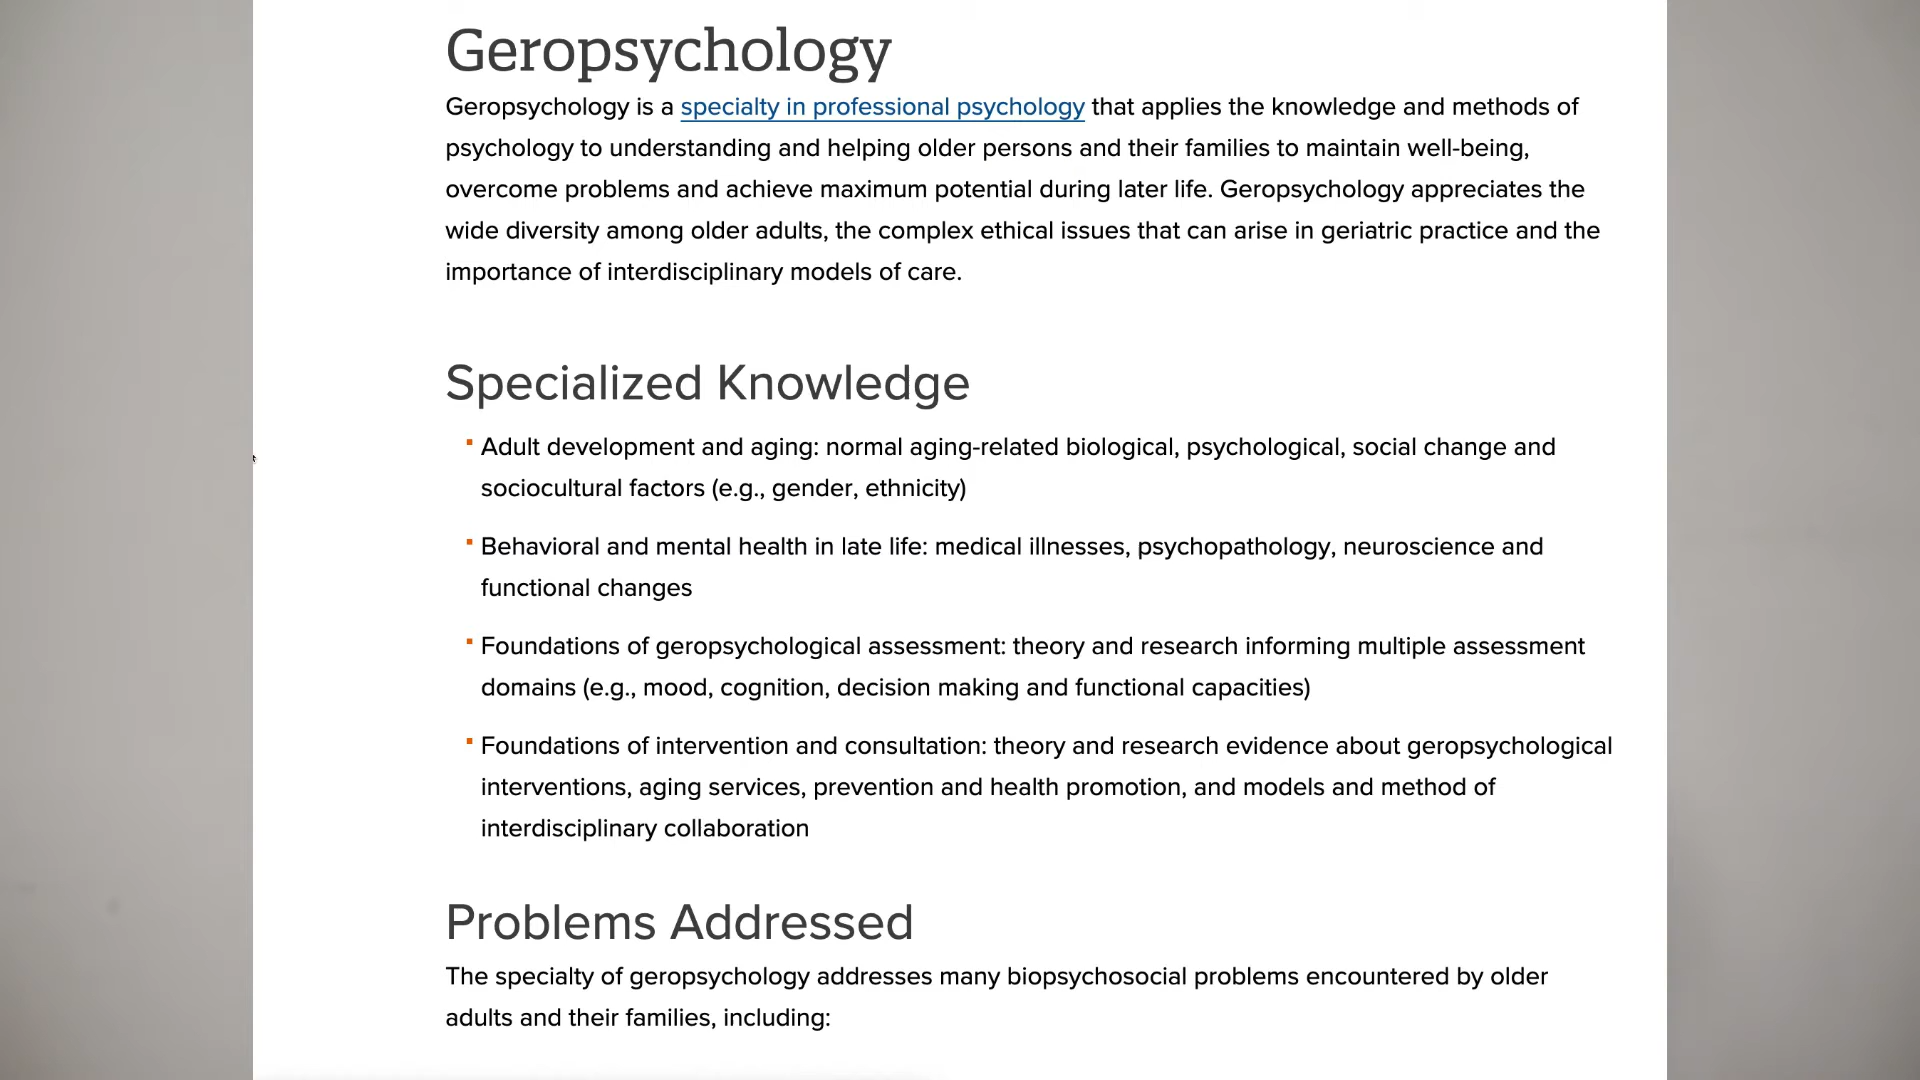 Geropsychology
Geropsychology is a specialty in professional psychology that applies the knowledge and methods of
psychology to understanding and helping older persons and their families to maintain well-being,
overcome problems and achieve maximum potential during later life. Geropsychology appreciates the
wide diversity among older adults, the complex ethical issues that can arise in geriatric practice and the
importance of interdisciplinary models of care.
Specialized Knowledge
Adult development and aging: normal aging-related biological, psychological, social change and
sociocultural factors (e.g., gender, ethnicity)
Behavioral and mental health in late life: medical illnesses, psychopathology, neuroscience and
functional changes
Foundations of geropsychological assessment: theory and research informing multiple assessment
domains (e.g., mood, cognition, decision making and functional capacities)
Foundations of intervention and consultation: theory and research evidence about geropsychological
interventions, aging services, prevention and health promotion, and models and method of
interdisciplinary collaboration
Problems Addressed
The specialty of geropsychology addresses many biopsychosocial problems encountered by older
adults and their families, including: